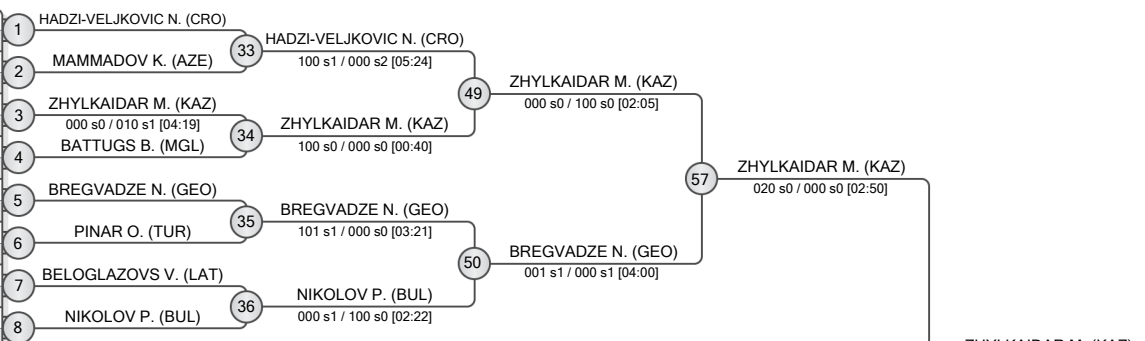 1
HADZI-VELJKOVIC N. (CRO)
2
MAMMADOV K. (AZE)
33
HADZI-VELJKOVIC N. (CRO)
100 s1 / 000 s2 [05:24]
3
ZHYLKAIDAR M. (KAZ)
000 s0 / 010 s1 [04:19]
4
BATTUGS B. (MGL)
34
ZHYLKAIDAR M. (KAZ)
100 s0 / 000 s0 [00:40]
49
ZHYLKAIDAR M. (KAZ)
000 s0 / 100 s0 [02:05]
5
BREGVADZE N. (GEO)
6
PINAR O. (TUR)
35
BREGVADZE N. (GEO)
101 s1 / 000 s0 [03:21]
7
BELOGLAZOVS V. (LAT)
8
NIKOLOV P. (BUL)
36
NIKOLOV P. (BUL)
000 s1 / 100 s0 [02:22]
50
BREGVADZE N. (GEO)
001 s1 / 000 s1 [04:00]
57
ZHYLKAIDAR M. (KAZ)
020 s0 / 000 s0 [02:50]
ZHYLKAIDAR M. (KAZ)